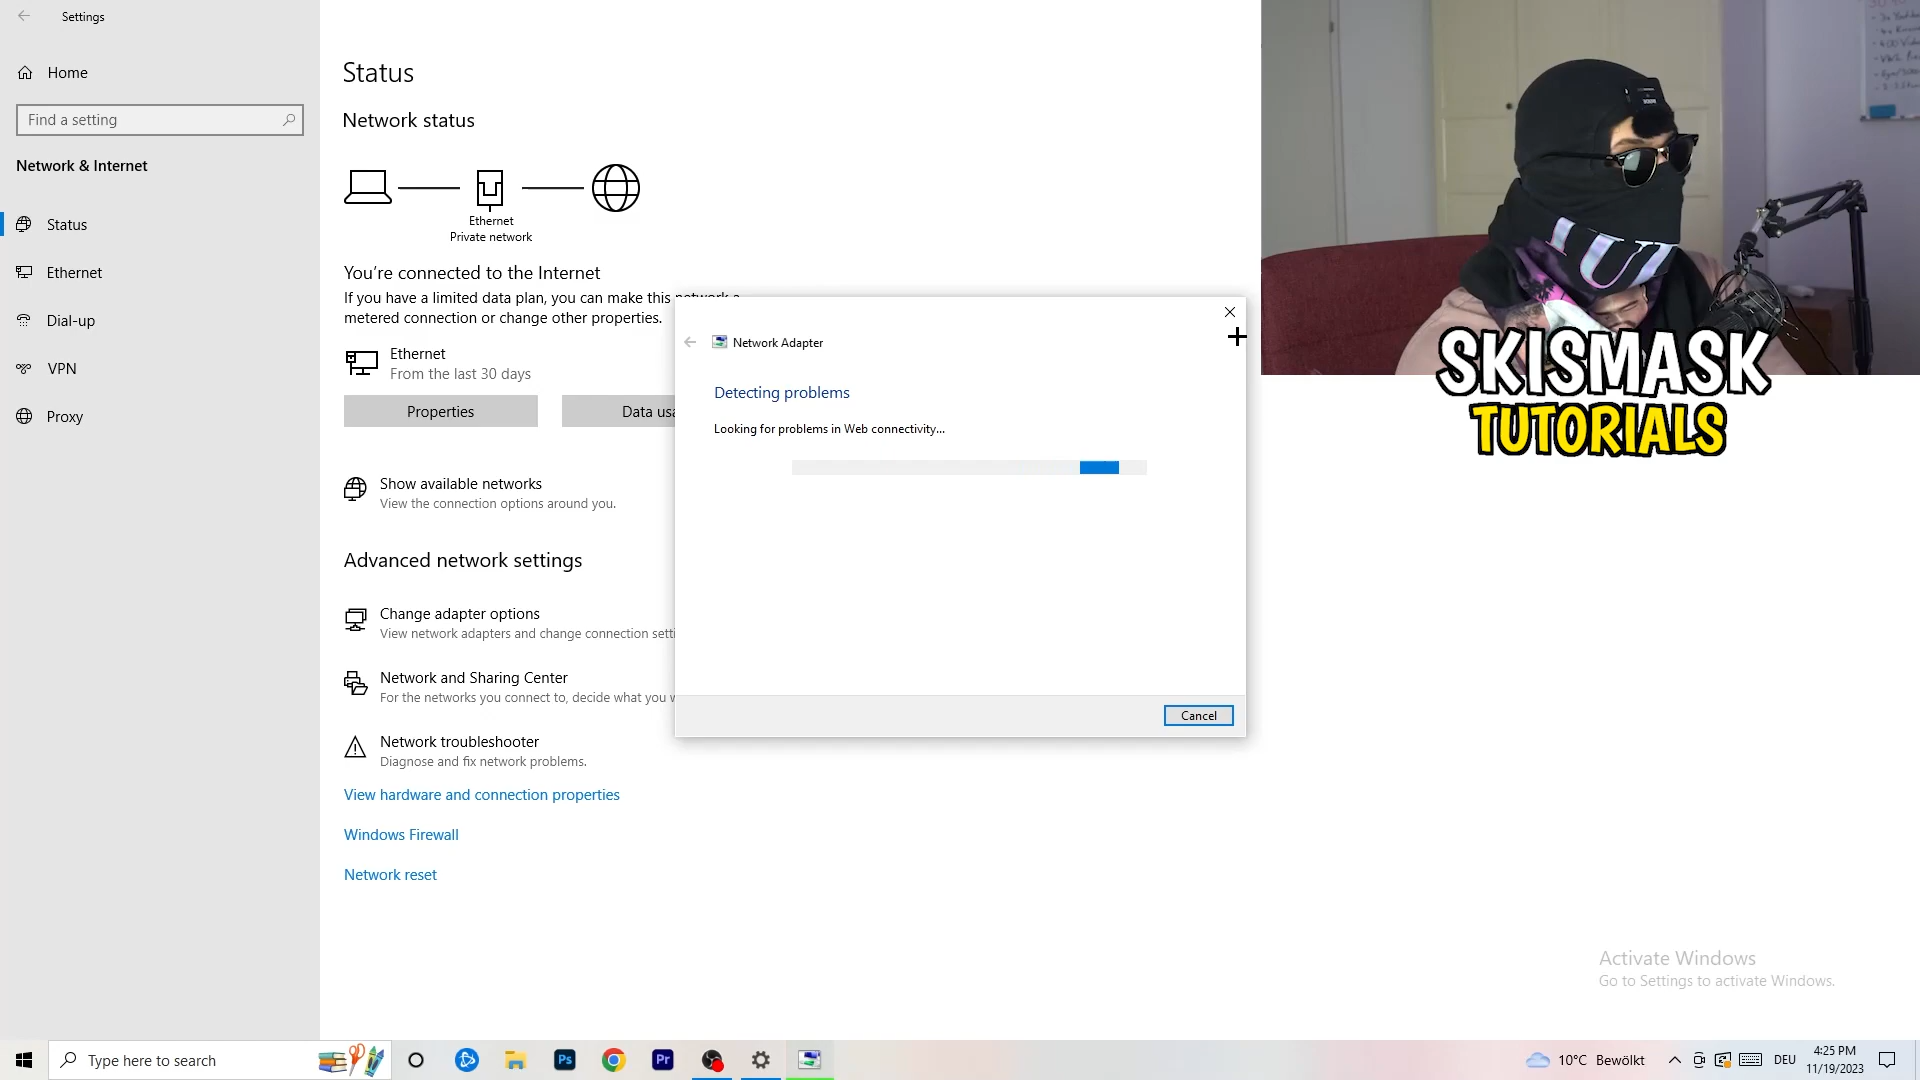 Settings
Home
Find a setting
Network & Internet
Status
Ethernet
Dial-up
VPN
Proxy
Status
Network status
Ethernet
Private network
You're connected to the Internet
If you have a limited data plan, you can make this
metered connection or change other properties.
Ethernet
From the last 30 days
Properties
Data usa
Show available networks
View the connection options around you.
Advanced network settings
Change adapter options
View network adapters and change connection setti
Network and Sharing Center
For the networks you connect to, decide what you w
Network troubleshooter
Diagnose and fix network problems.
View hardware and connection properties
Windows Firewall
Network reset
Network Adapter
Detecting problems
Looking for problems in Web connectivity...
Cancel
SKISMASK
TUTORIALS
Activate Windows
Go to Settings to activate Windows.
Type here to search
Ps
Pr
10°C Bewölkt
DEU
4:25 PM
11/19/2023